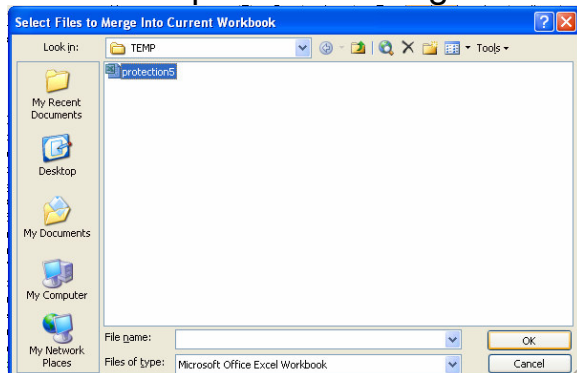 Select Files to Merge Into Current Workbook
Look in: TEMP Tools
protection5
My Recent
Documents
Desktop
My Documents
My Computer
My Network
Places
File name: OK
Files of type: Microsoft Office Excel Workbook Cancel